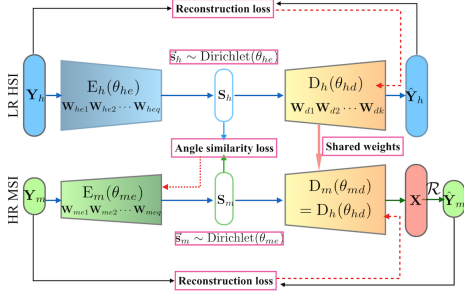 Reconstruction loss
s⃗_h ∼ Dirichlet(θ_he)
LR HSI
Y_h
E_h(θ_he)
W_he1 W_he2 ⋯ W_heq
S_h
D_h(θ_hd)
W_d1 W_d2 ⋯ W_dk
Ŷ_h
Angle similarity loss
Shared weights
HR MSI
Y_m
E_m(θ_me)
W_me1 W_me2 ⋯ W_meq
S_m
D_m(θ_md)
= D_h(θ_hd)
X
R
Ŷ_m
s⃗_m ∼ Dirichlet(θ_me)
Reconstruction loss